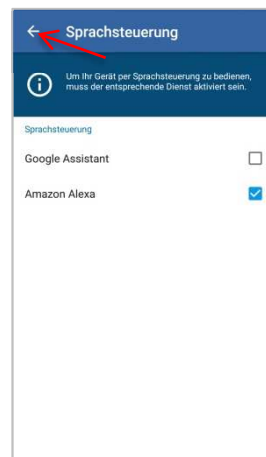 Sprachsteuerung
Um Ihr Gerät per Sprachsteuerung zu bedienen,
muss der entsprechende Dienst aktiviert sein.
Sprachsteuerung
Google Assistant
Amazon Alexa